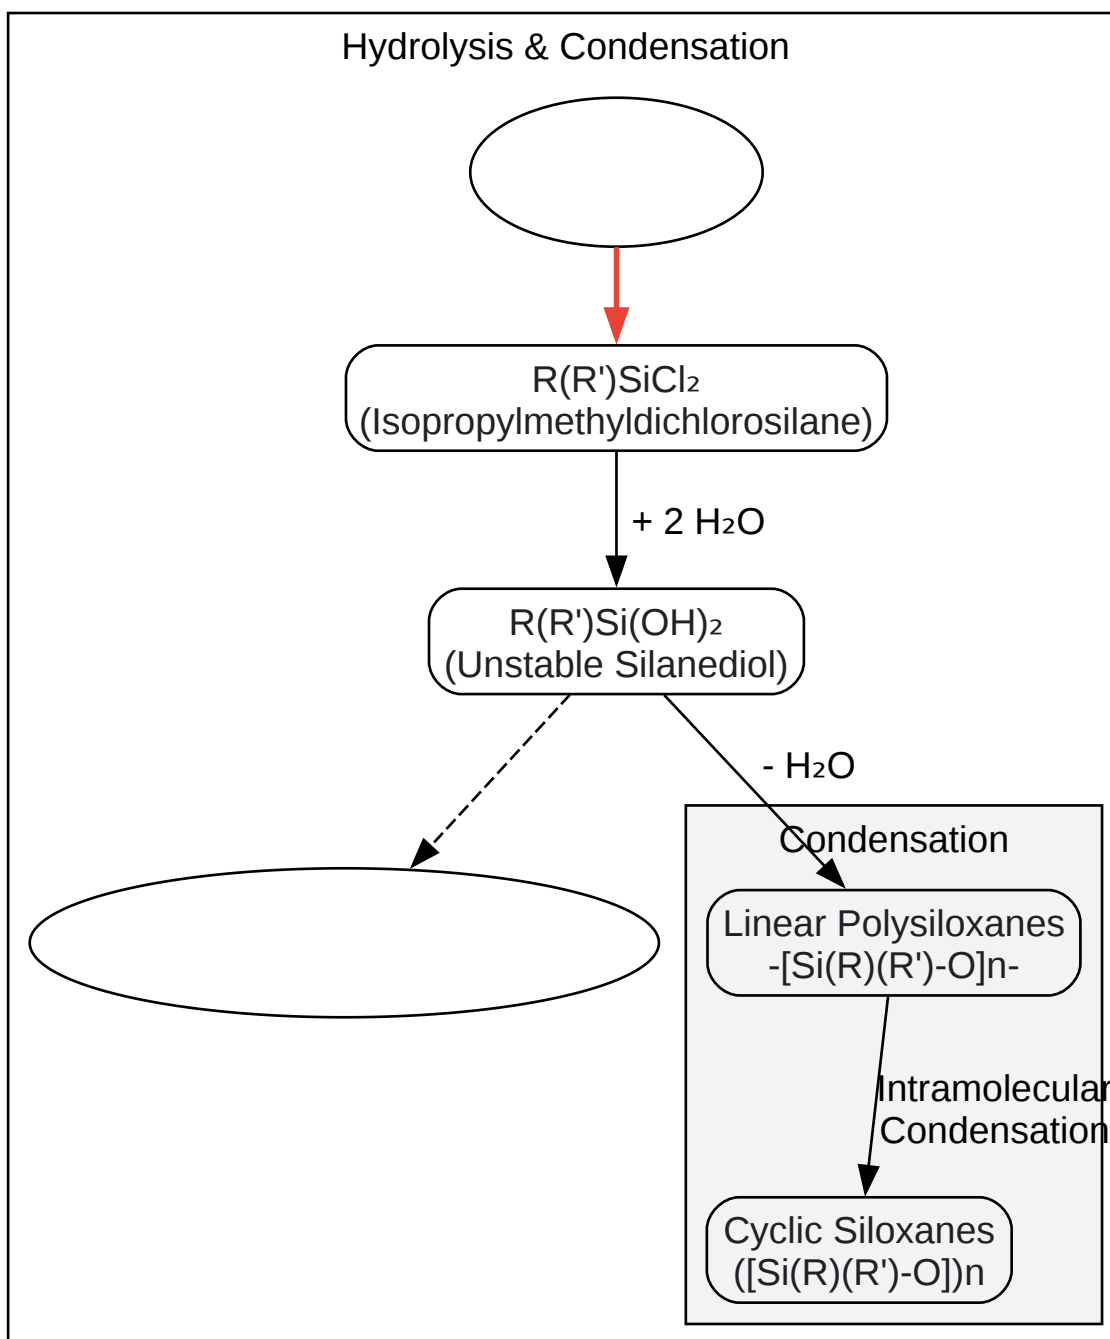 Hydrolysis & Condensation
R(R')SiCl₂
(Isopropylmethyldichlorosilane)
+ 2 H₂O
R(R')Si(OH)₂
(Unstable Silanediol)
- H₂O
Condensation
Linear Polysiloxanes
-[Si(R)(R')-O]n-
Intramolecular
Condensation
Cyclic Siloxanes
([Si(R)(R')-O])n